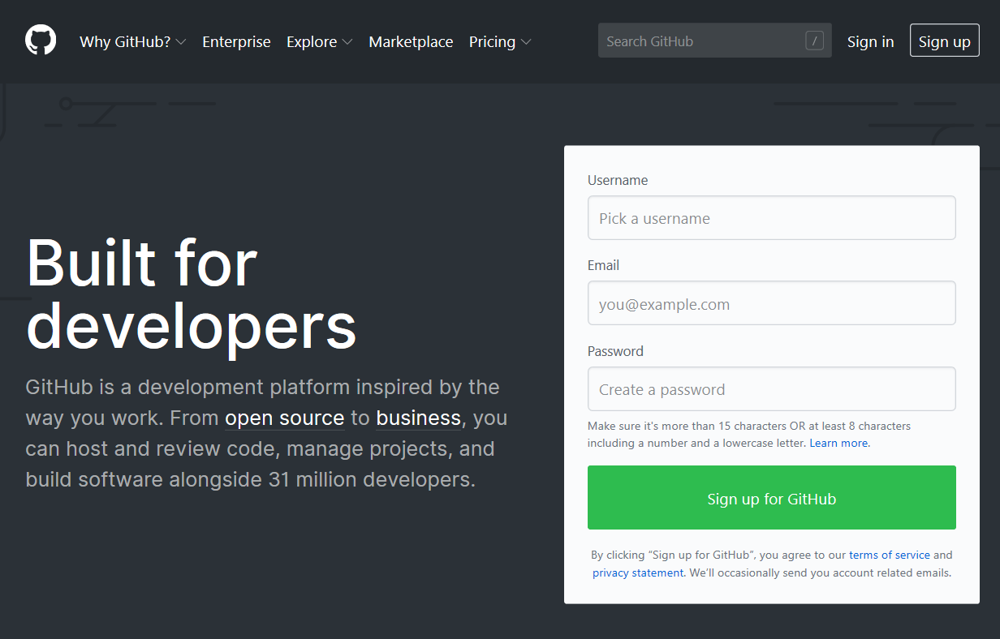 Why GitHub? Enterprise Explore Marketplace Pricing Search GitHub / Sign in Sign up
Built for
developers
GitHub is a development platform inspired by the
way you work. From open source to business, you
can host and review code, manage projects, and
build software alongside 31 million developers.
Username
Pick a username
Email
you@example.com
Password
Create a password
Make sure it's more than 15 characters OR at least 8 characters
including a number and a lowercase letter. Learn more.
Sign up for GitHub
By clicking “Sign up for GitHub”, you agree to our terms of service and
privacy statement. We’ll occasionally send you account related emails.